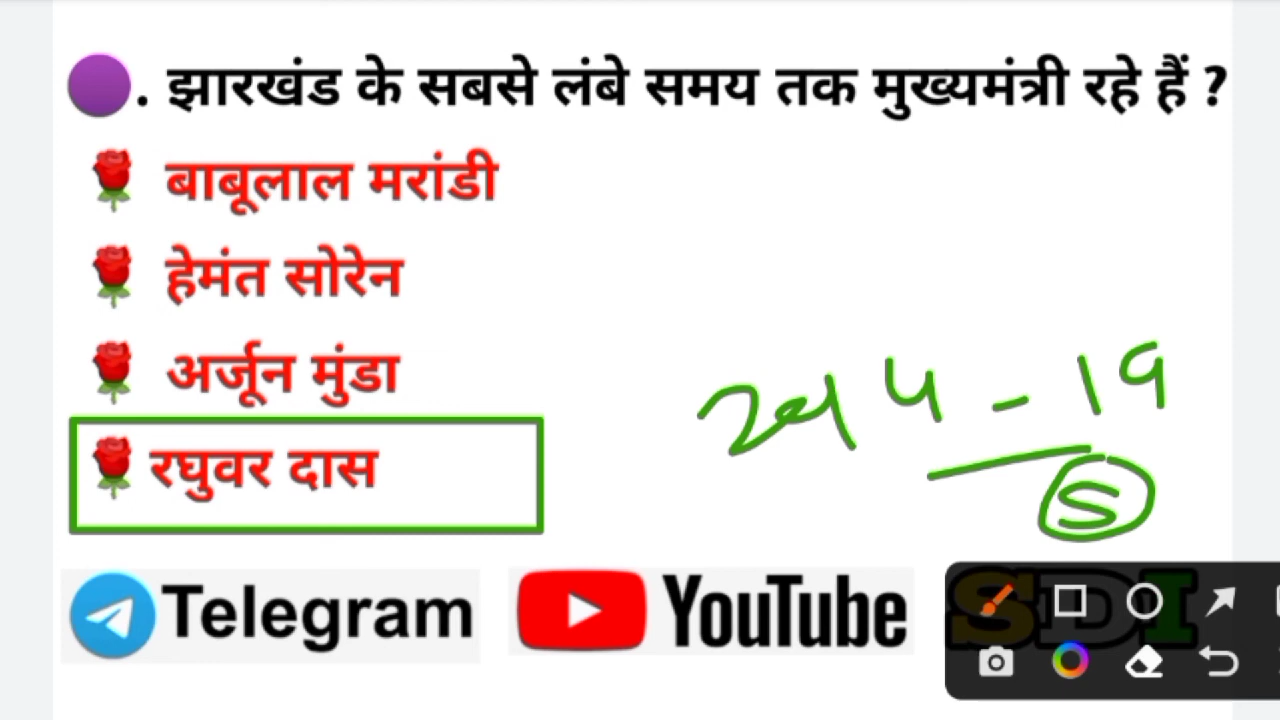 . झारखंड के सबसे लंबे समय तक मुख्यमंत्री रहे हैं ?
बाबूलाल मरांडी
हेमंत सोरेन
अर्जून मुंडा
रघुवर दास
2014 - 19
5
Telegram
YouTube
SDI